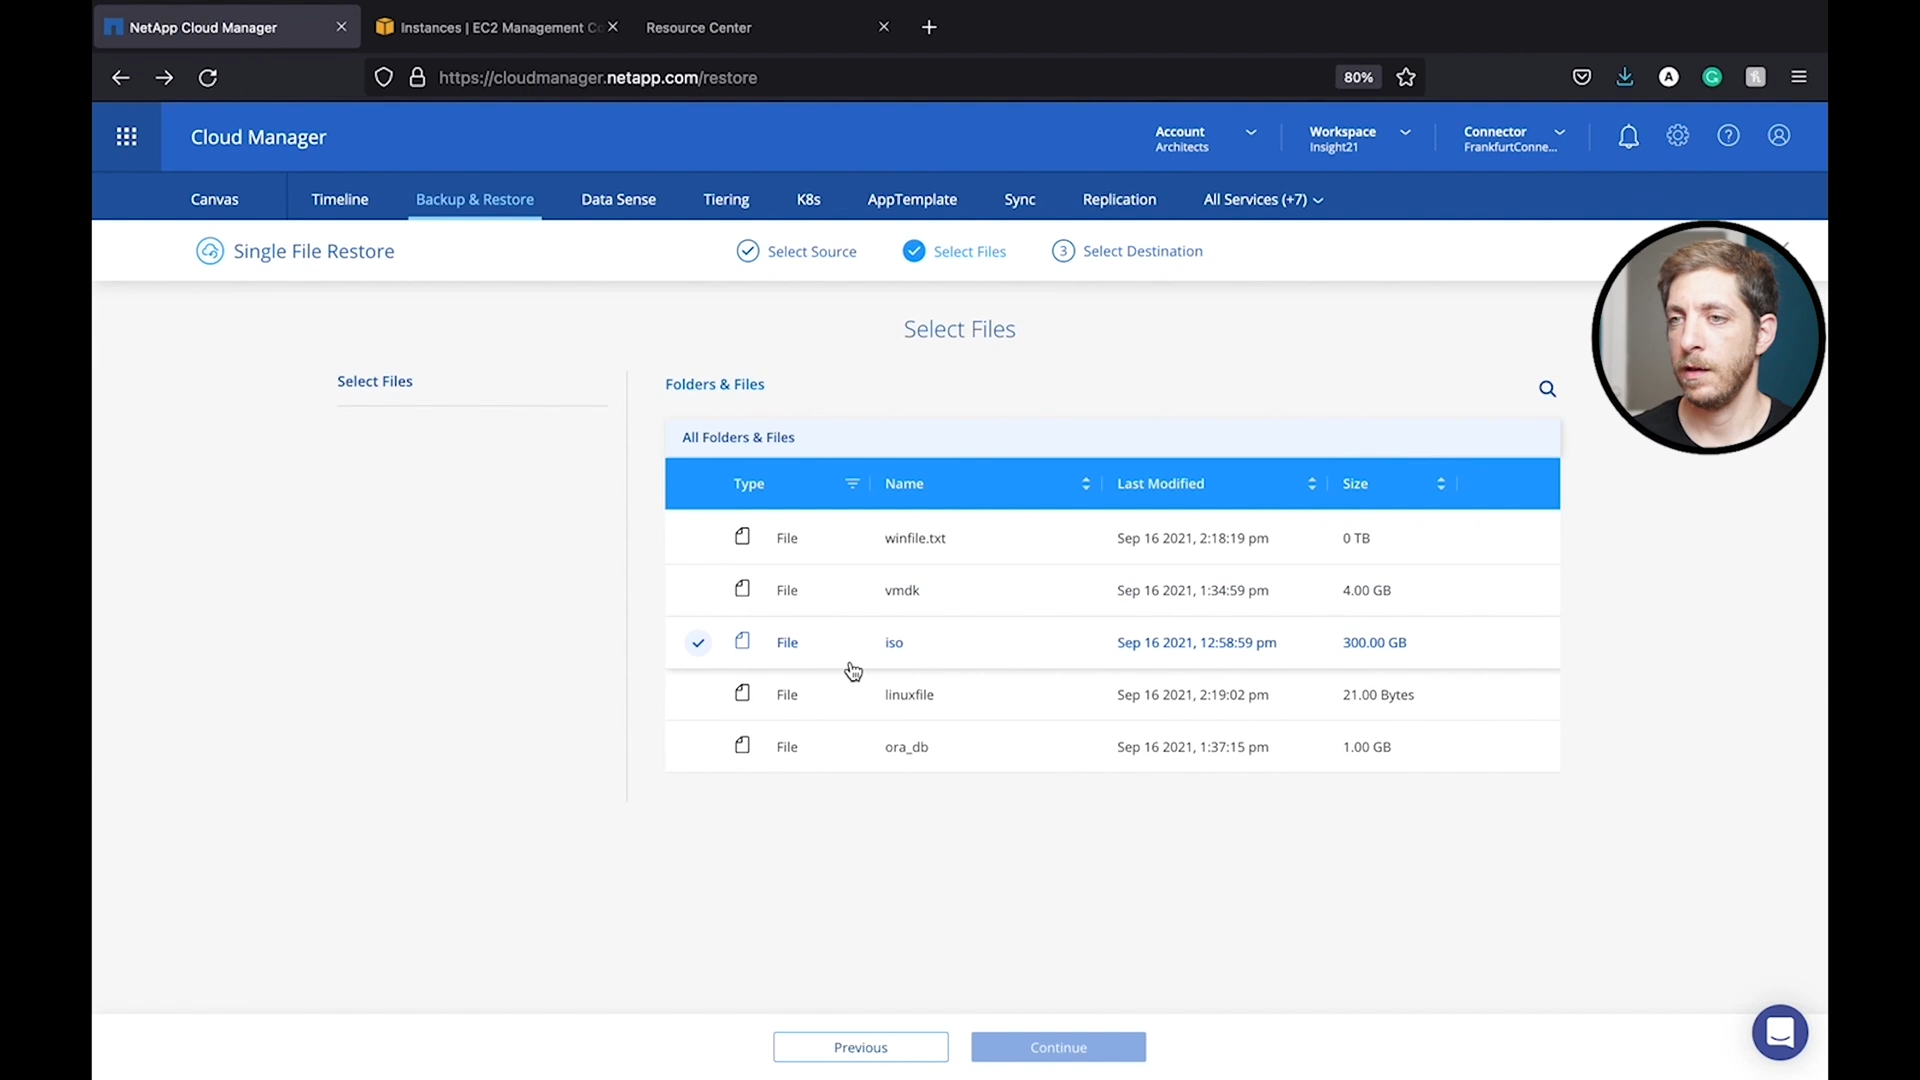 NetApp Cloud Manager
Instances | EC2 Management Co
Resource Center
https://cloudmanager.netapp.com/restore
80%
Cloud Manager
Account
Architects
Workspace
Insight21
Connector
FrankfurtConne...
Canvas
Timeline
Backup & Restore
Data Sense
Tiering
K8s
AppTemplate
Sync
Replication
All Services (+7)
Single File Restore
Select Source
Select Files
3 Select Destination
Select Files
Select Files
Folders & Files
All Folders & Files
Type Name Last Modified Size
File winfile.txt Sep 16 2021, 2:18:19 pm 0 TB
File vmdk Sep 16 2021, 1:34:59 pm 4.00 GB
File iso Sep 16 2021, 12:58:59 pm 300.00 GB
File linuxfile Sep 16 2021, 2:19:02 pm 21.00 Bytes
File ora_db Sep 16 2021, 1:37:15 pm 1.00 GB
Previous
Continue